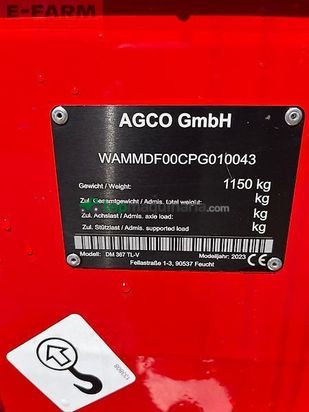 E-FARM
AGCO GmbH
WAMMDF00CPG010043
Gewicht / Weight: 1150 kg
Zul. Gesamtgewicht / Admis. total weight: kg
Zul. Achslast / Admis. axle load: kg
Zul. Stützlast / Admis. supported load kg
Modell: DM 367 TL-V Modelljahr: 2023
Fellastraße 1-3, 90537 Feucht
CE